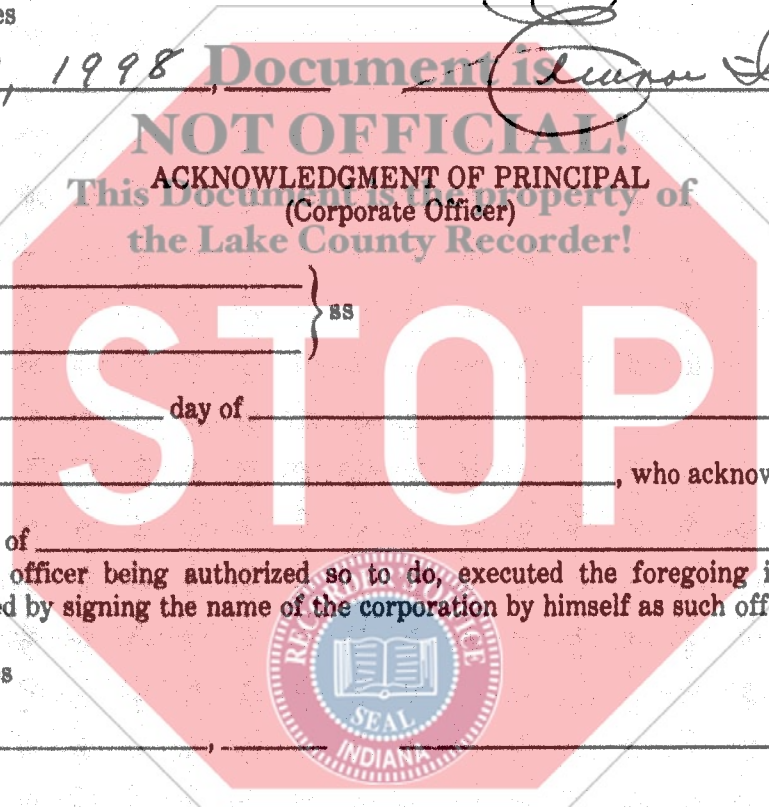 es
, 1998 ,
Document is
NOT OFFICIAL!
ACKNOWLEDGMENT OF PRINCIPAL
This Document is the property of
(Corporate Officer)
the Lake County Recorder!
ss
STOP
day of
, who acknow
of
officer being authorized so to do, executed the foregoing i
ed by signing the name of the corporation by himself as such off
RECORDER'S OFFICE
s
SEAL
INDIANA
,